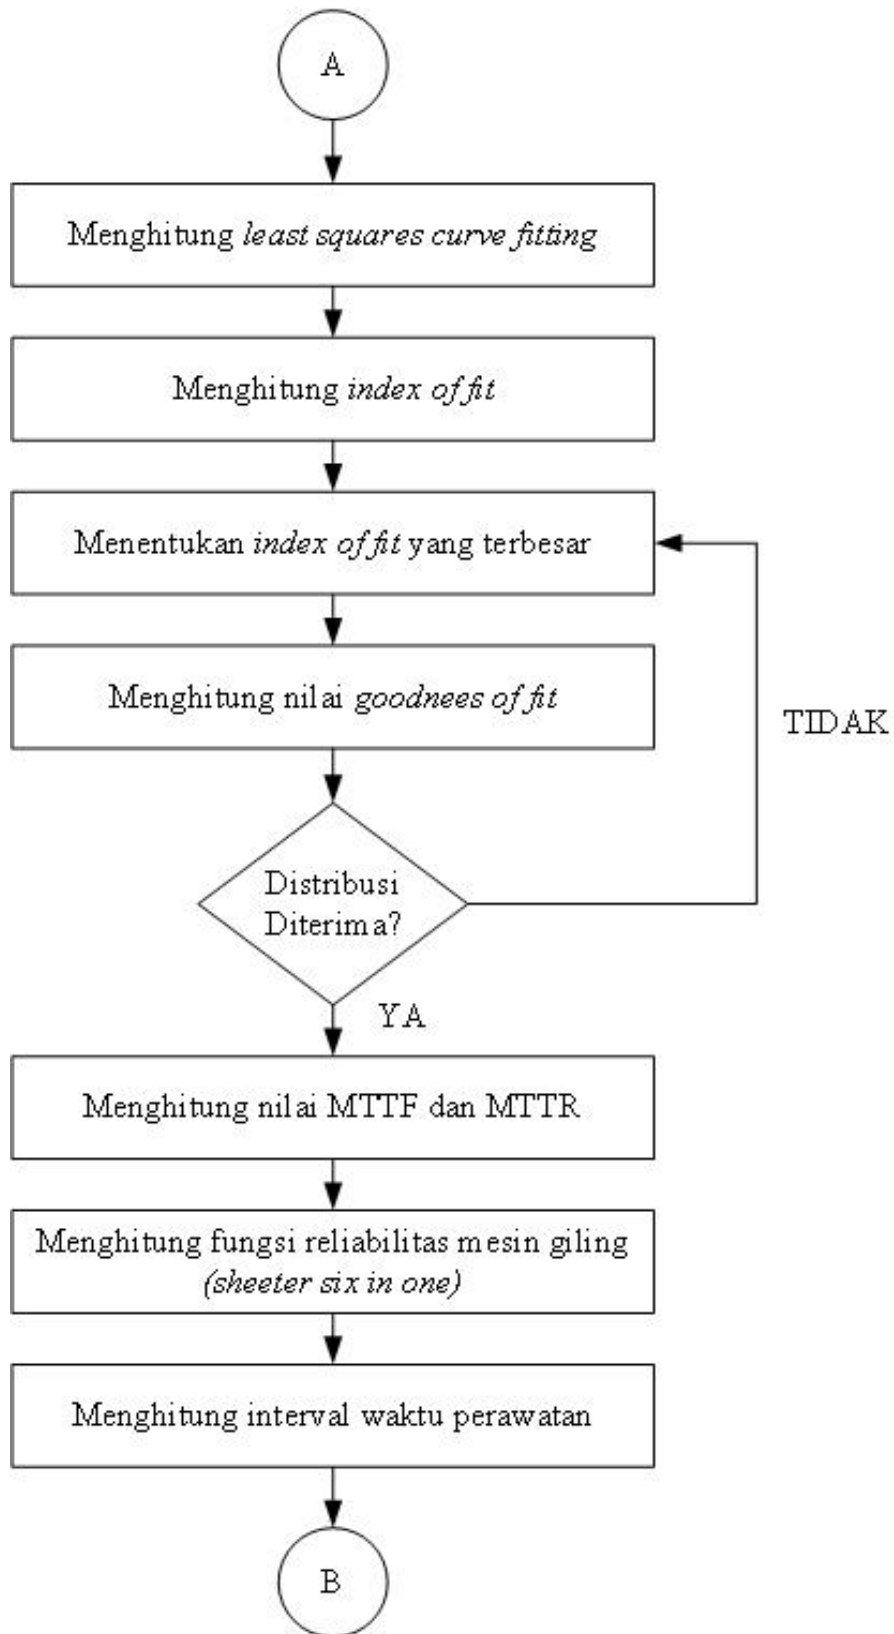 A
Menghitung least squares curve fitting
Menghitung index of fit
Menentukan index of fit yang terbesar
Menghitung nilai goodnees of fit
TIDAK
Distribusi
Diterima?
YA
Menghitung nilai MTTF dan MTTR
Menghitung fungsi reliabilitas mesin giling
(sheeter six in one)
Menghitung interval waktu perawatan
B